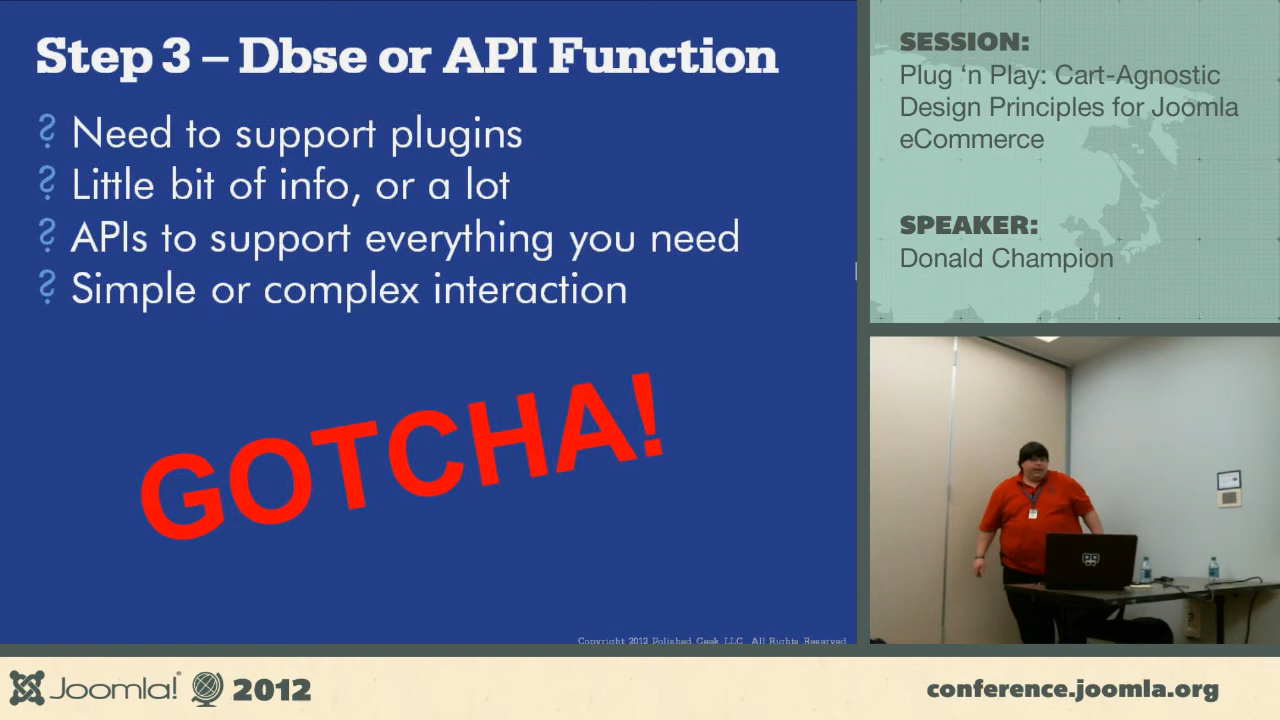 Step 3 – Dbse or API Function
? Need to support plugins
? Little bit of info, or a lot
? APIs to support everything you need
? Simple or complex interaction
GOTCHA!
Copyright 2012 Polished Geek LLC. All Rights Reserved
SESSION:
Plug ‘n Play: Cart-Agnostic
Design Principles for Joomla
eCommerce
SPEAKER:
Donald Champion
Joomla! 2012
conference.joomla.org